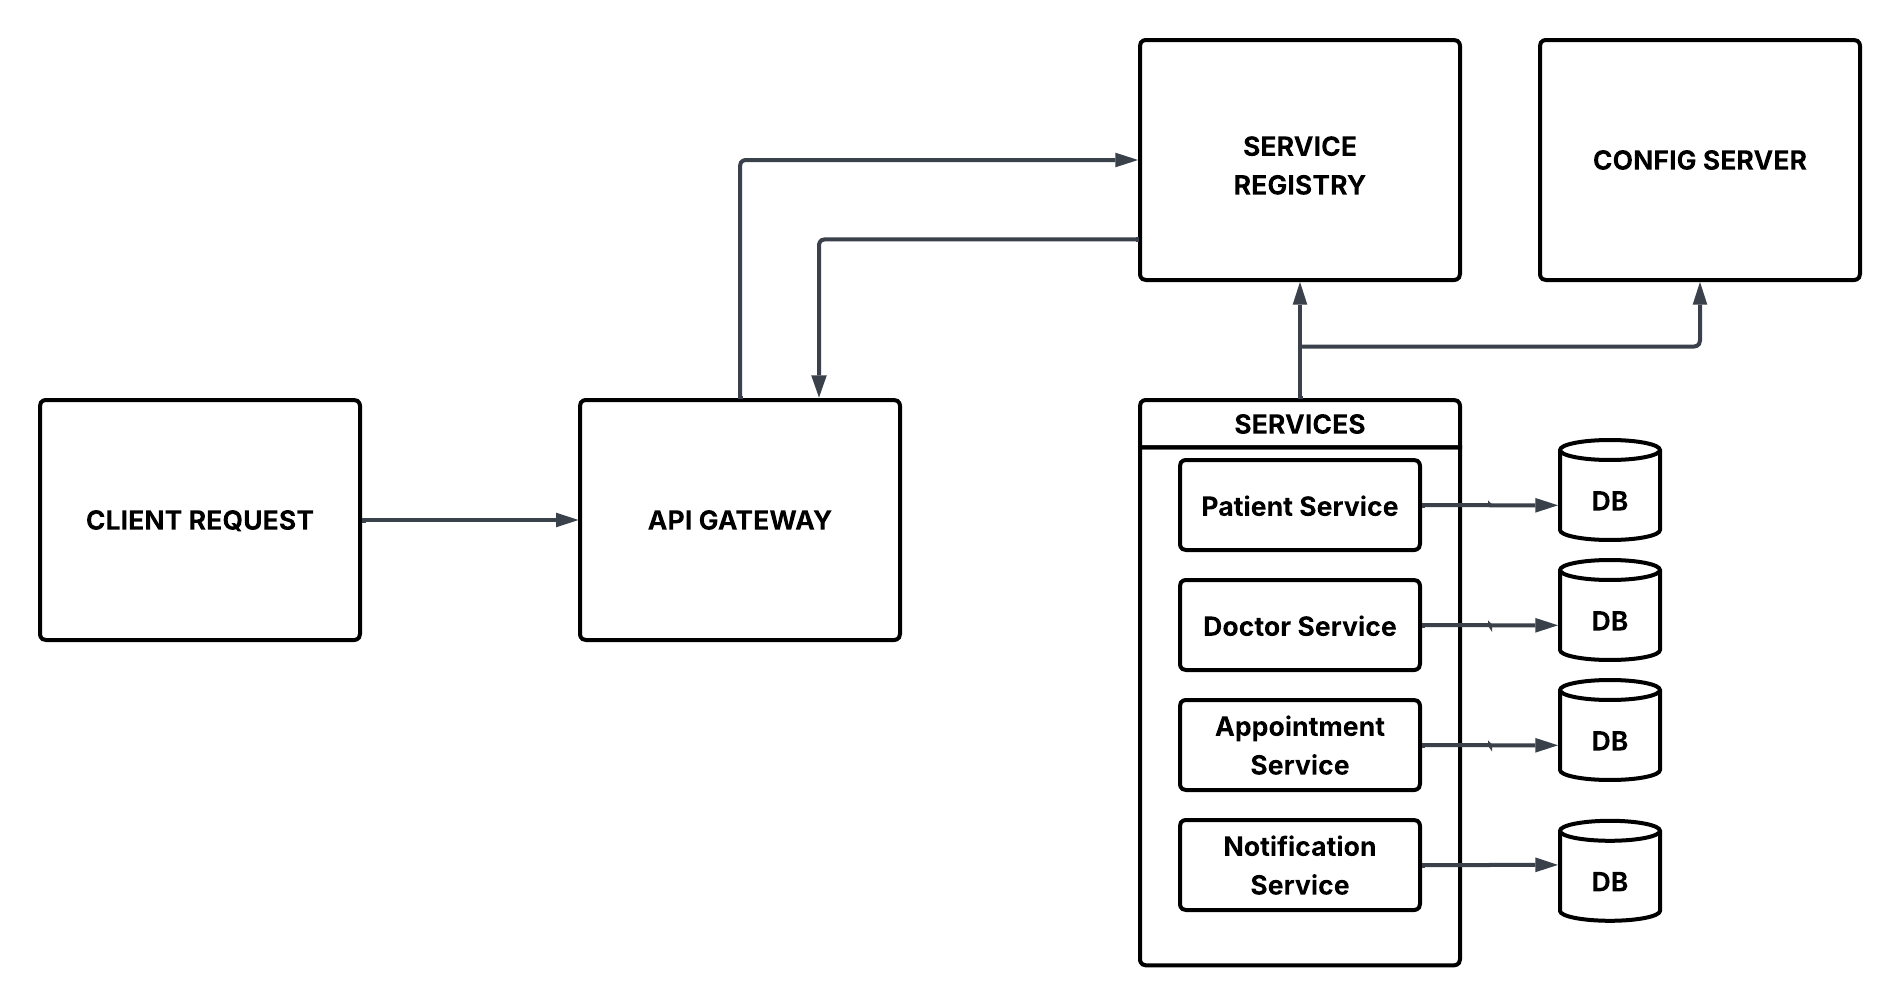 SERVICE
REGISTRY
CONFIG SERVER
CLIENT REQUEST
API GATEWAY
SERVICES
Patient Service
DB
Doctor Service
DB
Appointment
Service
DB
Notification
Service
DB